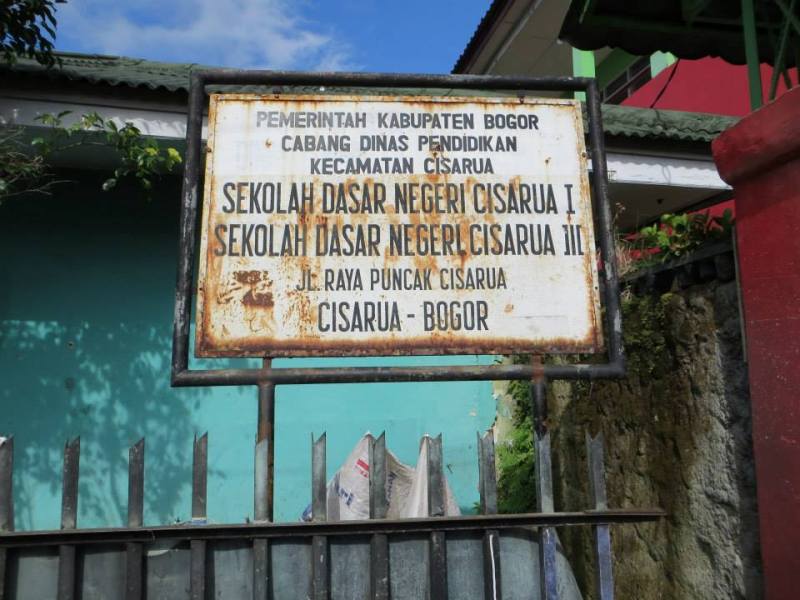 PEMERINTAH KABUPATEN BOGOR
CABANG DINAS PENDIDIKAN
KECAMATAN CISARUA
SEKOLAH DASAR NEGERI CISARUA I
SEKOLAH DASAR NEGERI CISARUA III
JL. RAYA PUNCAK CISARUA
CISARUA - BOGOR